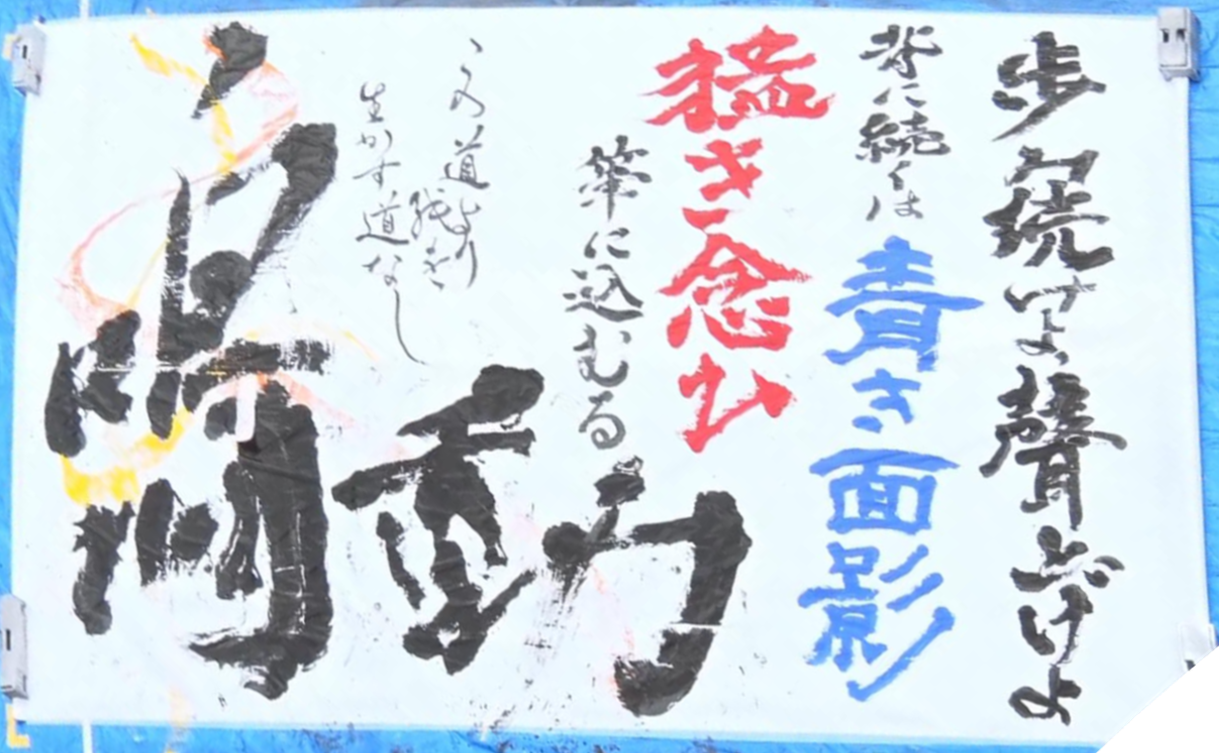 歩み続けよ、聲上げよ
背に続くは青き面影
猛き念ひ
筆に込むる
この道より我を
生かす道なし
動